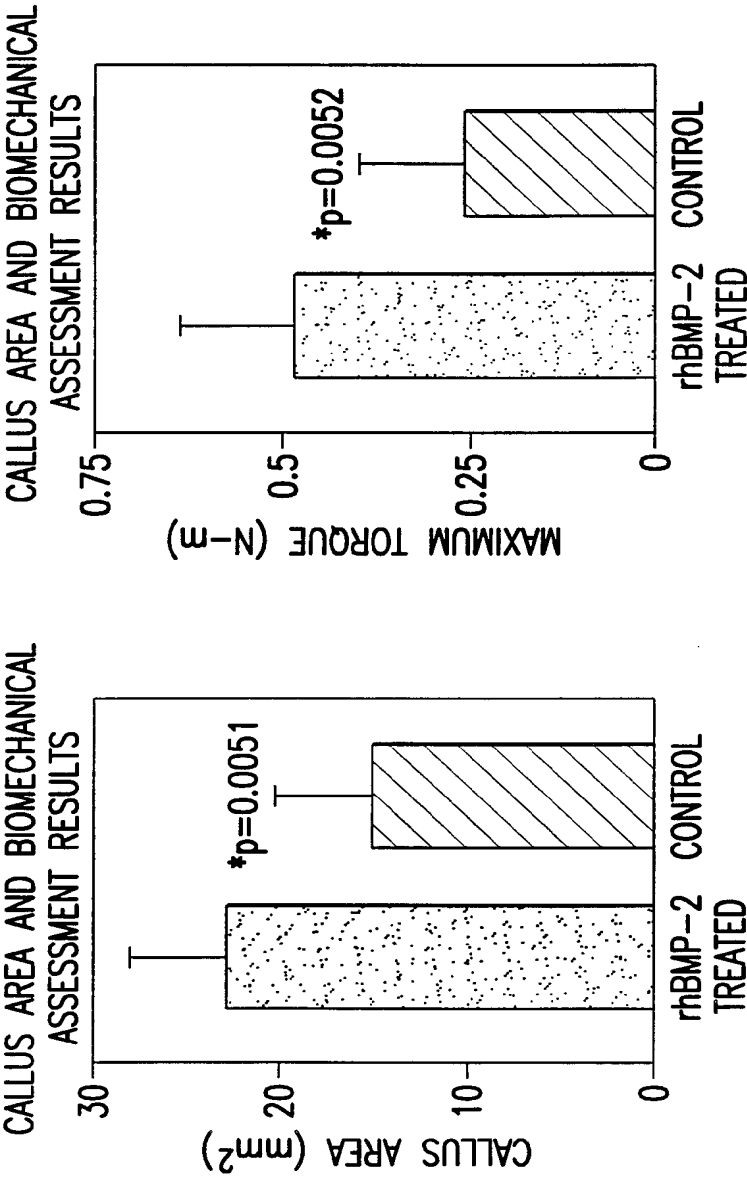 CALLUS AREA AND BIOMECHANICAL
ASSESSMENT RESULTS
30
20
10
0
CALLUS AREA (mm²)
*p=0.0051
rhBMP-2
TREATED
CONTROL
CALLUS AREA AND BIOMECHANICAL
ASSESSMENT RESULTS
0.75
0.5
0.25
0
MAXIMUM TORQUE (N-m)
*p=0.0052
rhBMP-2
TREATED
CONTROL